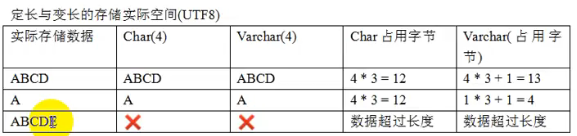 定长与变长的存储实际空间(UTF8)
实际存储数据 Char(4) Varchar(4) Char 占用字节 Varchar(占用字节)
ABCD ABCD ABCD 4 * 3 = 12 4 * 3 + 1 = 13
A A A 4 * 3 = 12 1 * 3 + 1 = 4
ABCDE 数据超过长度 数据超过长度